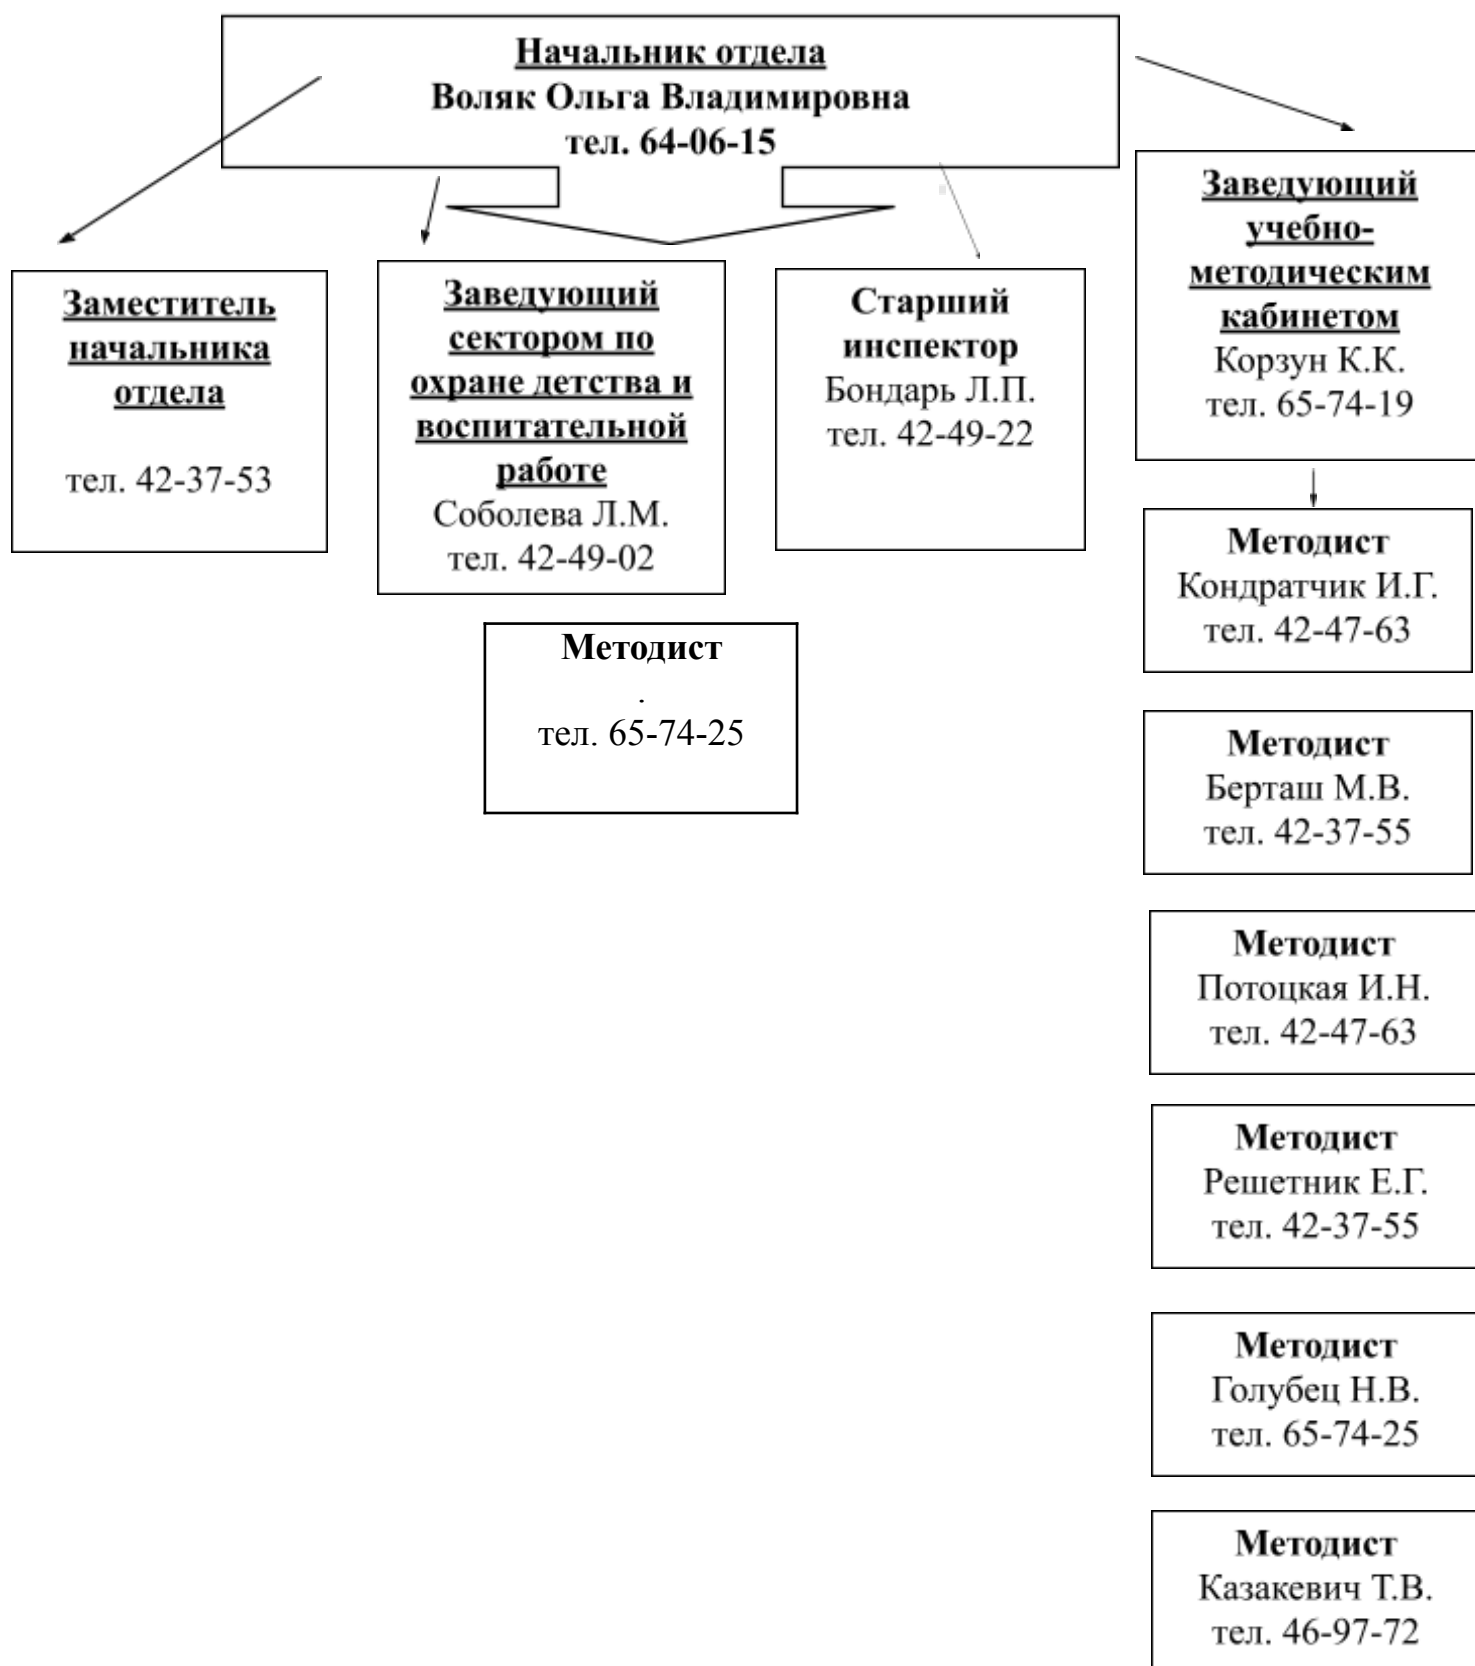 Начальник отдела
Воляк Ольга Владимировна
тел. 64-06-15
Заместитель
начальника
отдела
тел. 42-37-53
Заведующий
сектором по
охране детства и
воспитательной
работе
Соболева Л.М.
тел. 42-49-02
Старший
инспектор
Бондарь Л.П.
тел. 42-49-22
Заведующий
учебно-
методическим
кабинетом
Корзун К.К.
тел. 65-74-19
Методист
.
тел. 65-74-25
Методист
Кондратчик И.Г.
тел. 42-47-63
Методист
Берташ М.В.
тел. 42-37-55
Методист
Потоцкая И.Н.
тел. 42-47-63
Методист
Решетник Е.Г.
тел. 42-37-55
Методист
Голубец Н.В.
тел. 65-74-25
Методист
Казакевич Т.В.
тел. 46-97-72